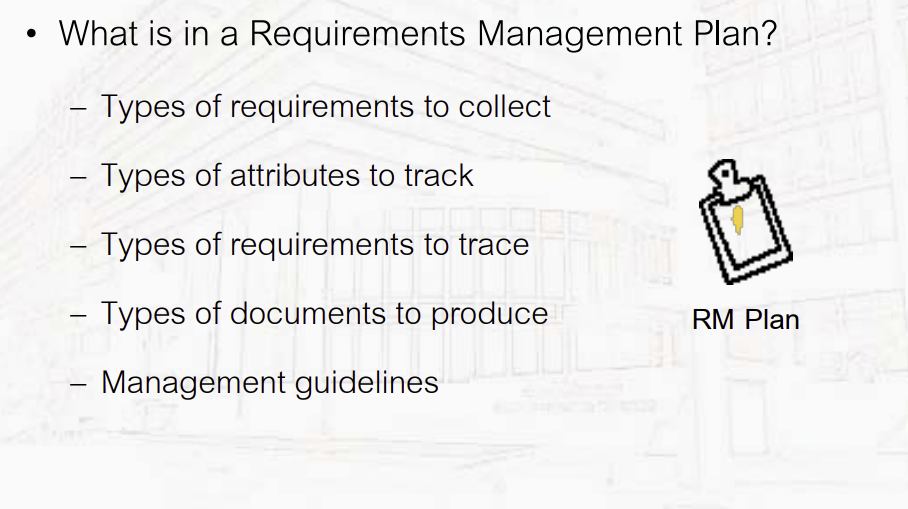 • What is in a Requirements Management Plan?
– Types of requirements to collect
– Types of attributes to track
– Types of requirements to trace
– Types of documents to produce
– Management guidelines
RM Plan